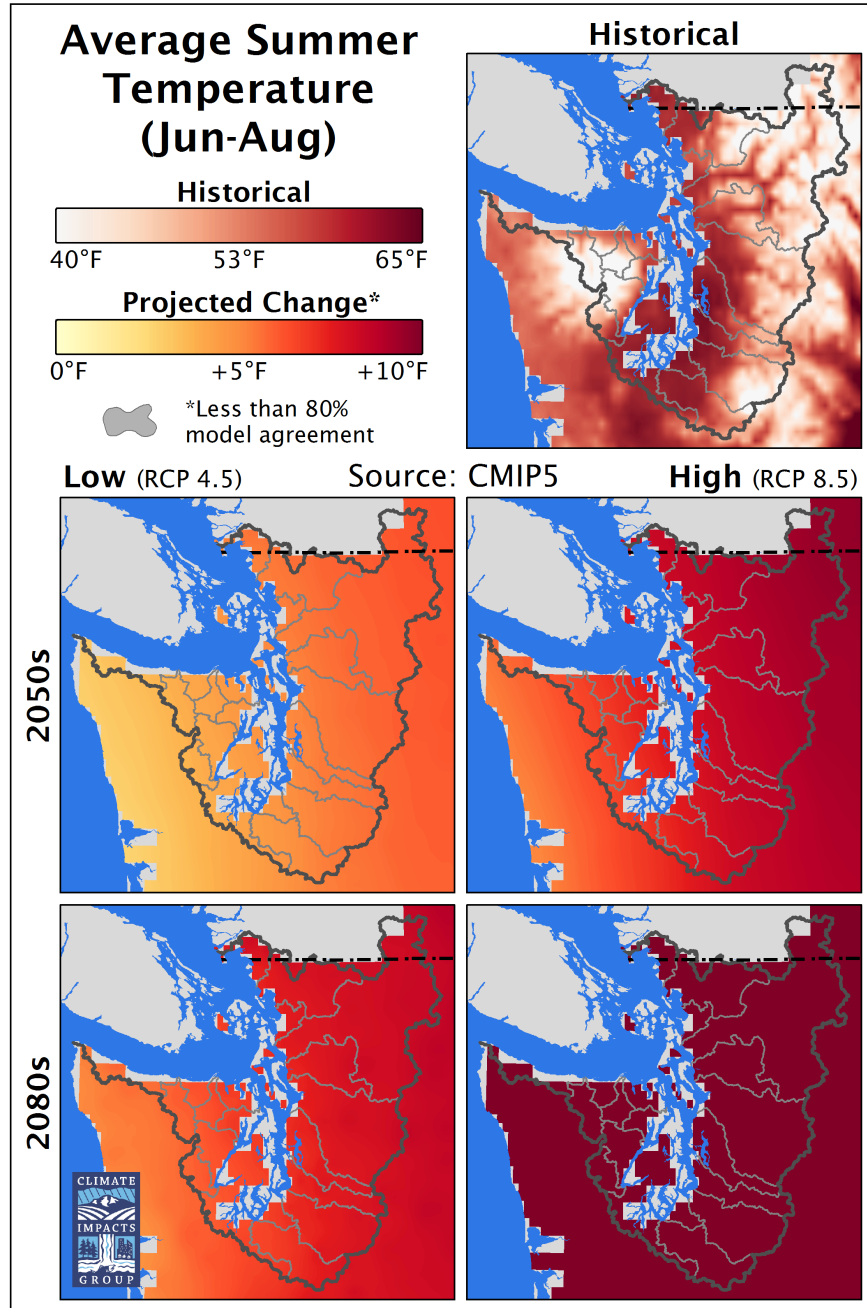 Average Summer
Temperature
(Jun-Aug)
Historical
40°F 53°F 65°F
Projected Change*
0°F +5°F +10°F
*Less than 80%
model agreement
Historical
Low (RCP 4.5) Source: CMIP5 High (RCP 8.5)
2050s
2080s
CLIMATE
IMPACTS
GROUP